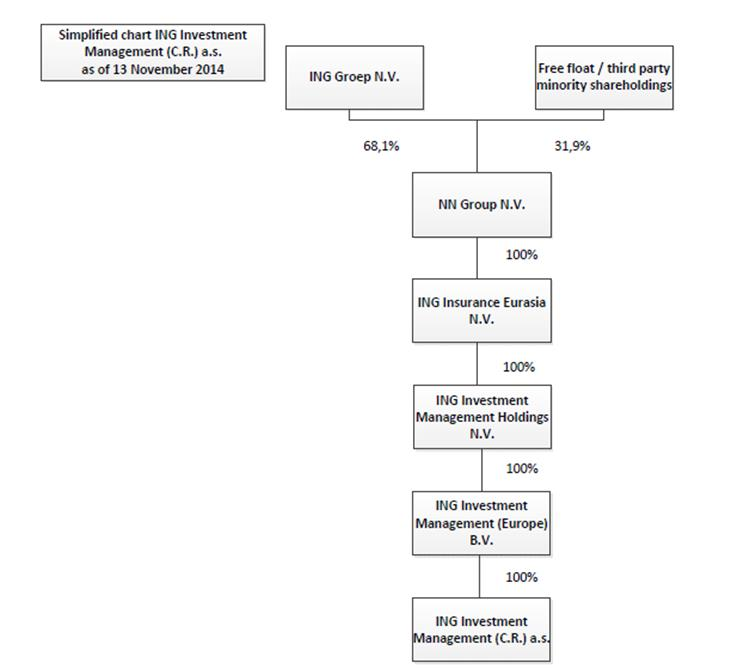 Simplified chart ING Investment
Management (C.R.) a.s.
as of 13 November 2014
ING Groep N.V.
Free float / third party
minority shareholdings
68,1%
31,9%
NN Group N.V.
100%
ING Insurance Eurasia
N.V.
100%
ING Investment
Management Holdings
N.V.
100%
ING Investment
Management (Europe)
B.V.
100%
ING Investment
Management (C.R.) a.s.